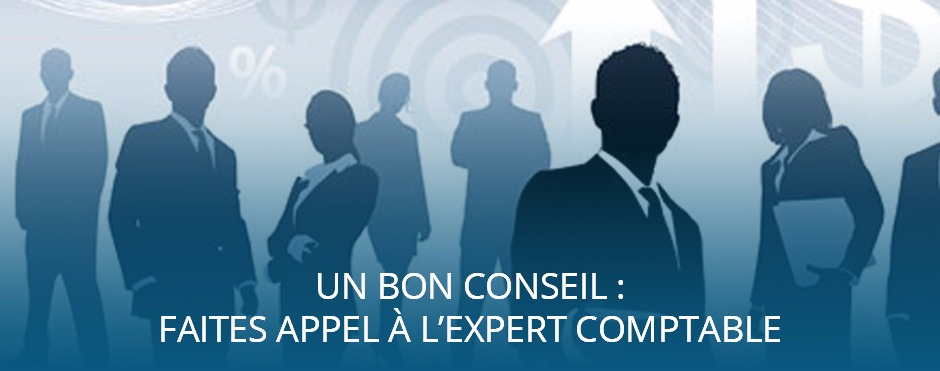 %
UN BON CONSEIL :
FAITES APPEL À L’EXPERT COMPTABLE